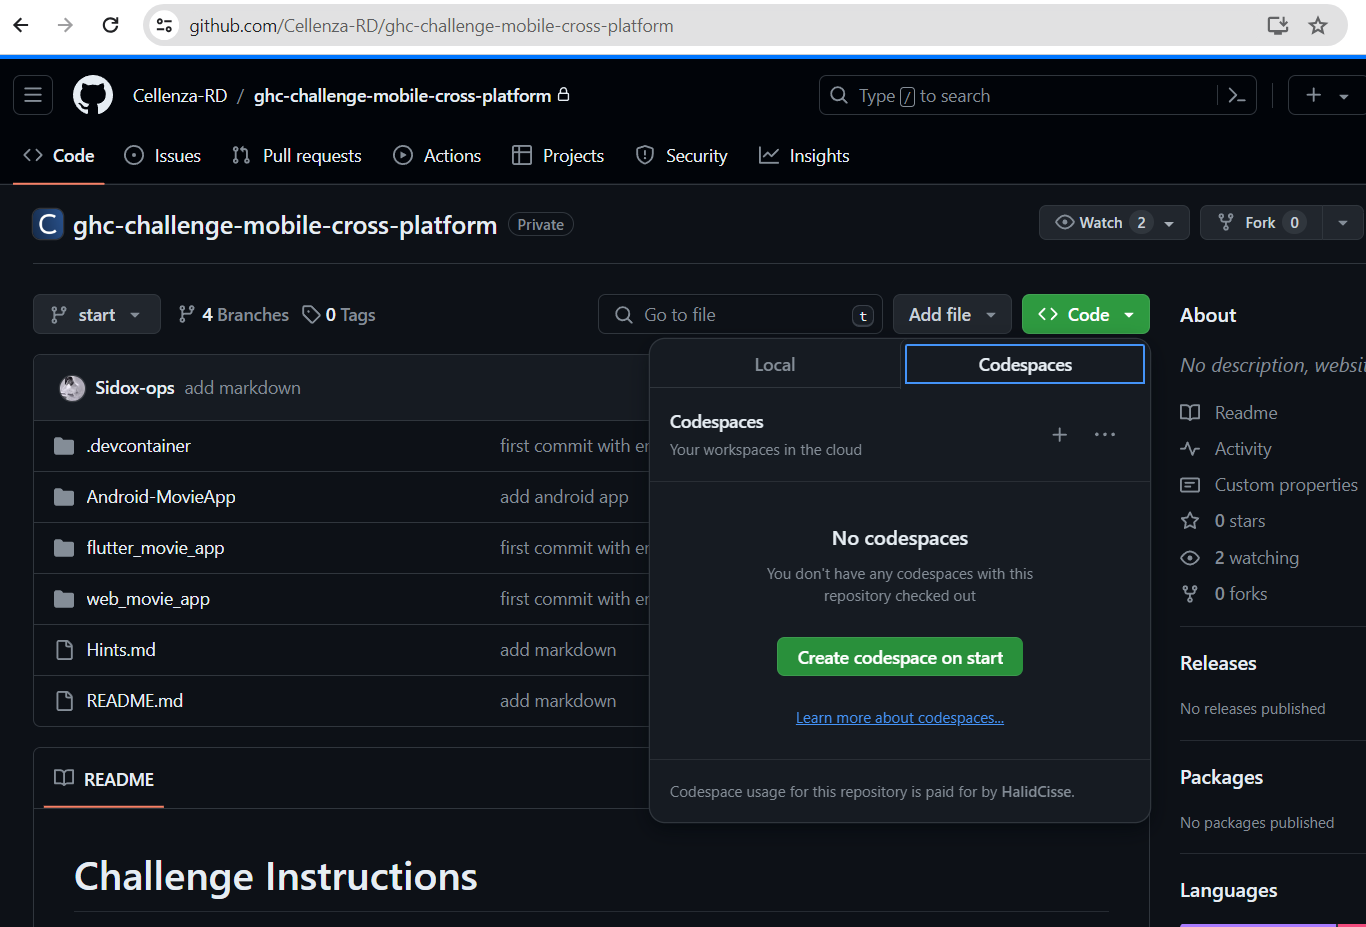 github.com/Cellenza-RD/ghc-challenge-mobile-cross-platform
Cellenza-RD / ghc-challenge-mobile-cross-platform
Type / to search
Code Issues Pull requests Actions Projects Security Insights
C ghc-challenge-mobile-cross-platform Private
Watch 2 Fork 0
start 4 Branches 0 Tags Go to file t Add file Code
Sidox-ops add markdown
.devcontainer first commit with
Android-MovieApp add android app
flutter_movie_app first commit with
web_movie_app first commit with
Hints.md add markdown
README.md add markdown
Local Codespaces
Codespaces
Your workspaces in the cloud
No codespaces
You don't have any codespaces with this
repository checked out
Create codespace on start
Learn more about codespaces...
Codespace usage for this repository is paid for by HalidCisse.
README
Challenge Instructions
About
No description,
Readme
Activity
Custom properties
0 stars
2 watching
0 forks
Releases
No releases published
Packages
No packages published
Languages